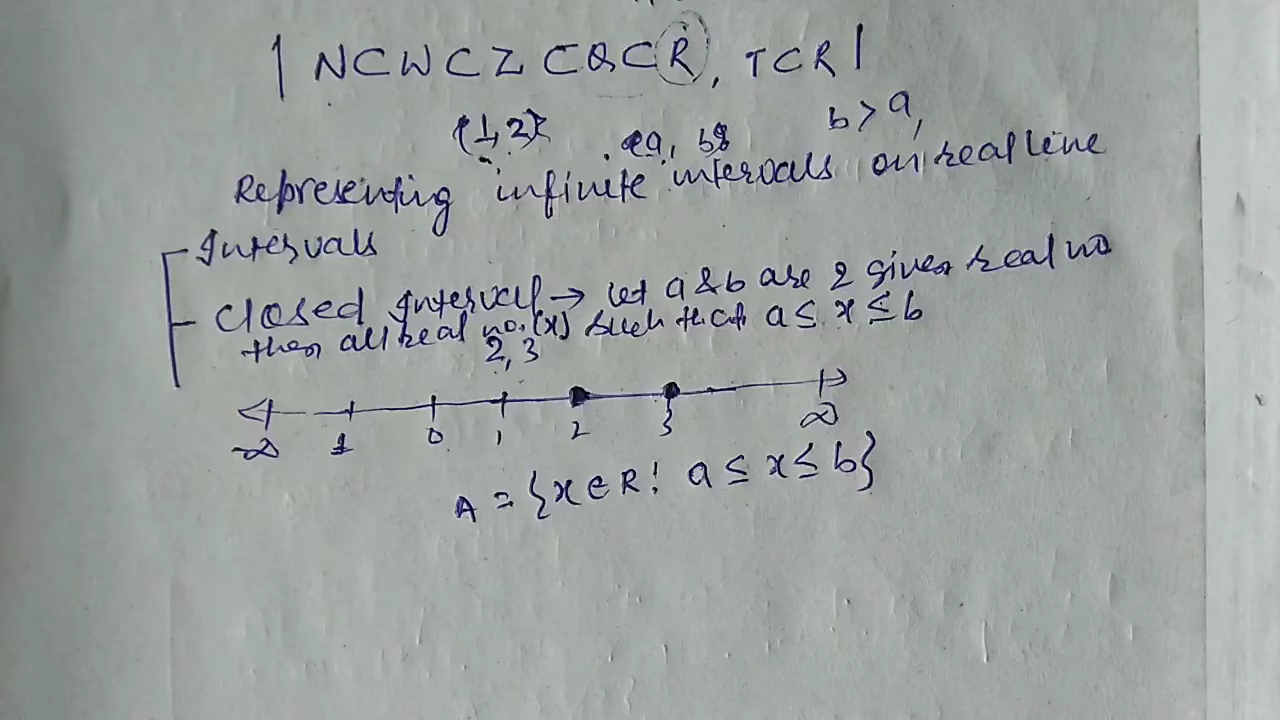 | N⊂W⊂Z⊂Q⊂R, T⊂R |
{1,2} {a, b} b > a,
Representing infinite intervals on real line
Intervals
Closed Interval → let a & b are 2 given real no
then all real no. (x) such that a ≤ x ≤ b
2, 3
-∞ -1 0 1 2 3 ∞
A = {x ∈ R! a ≤ x ≤ b}